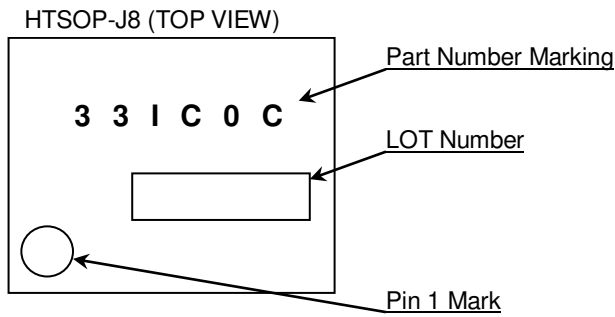 HTSOP-J8 (TOP VIEW)
Part Number Marking
3 3 I C 0 C
LOT Number
Pin 1 Mark